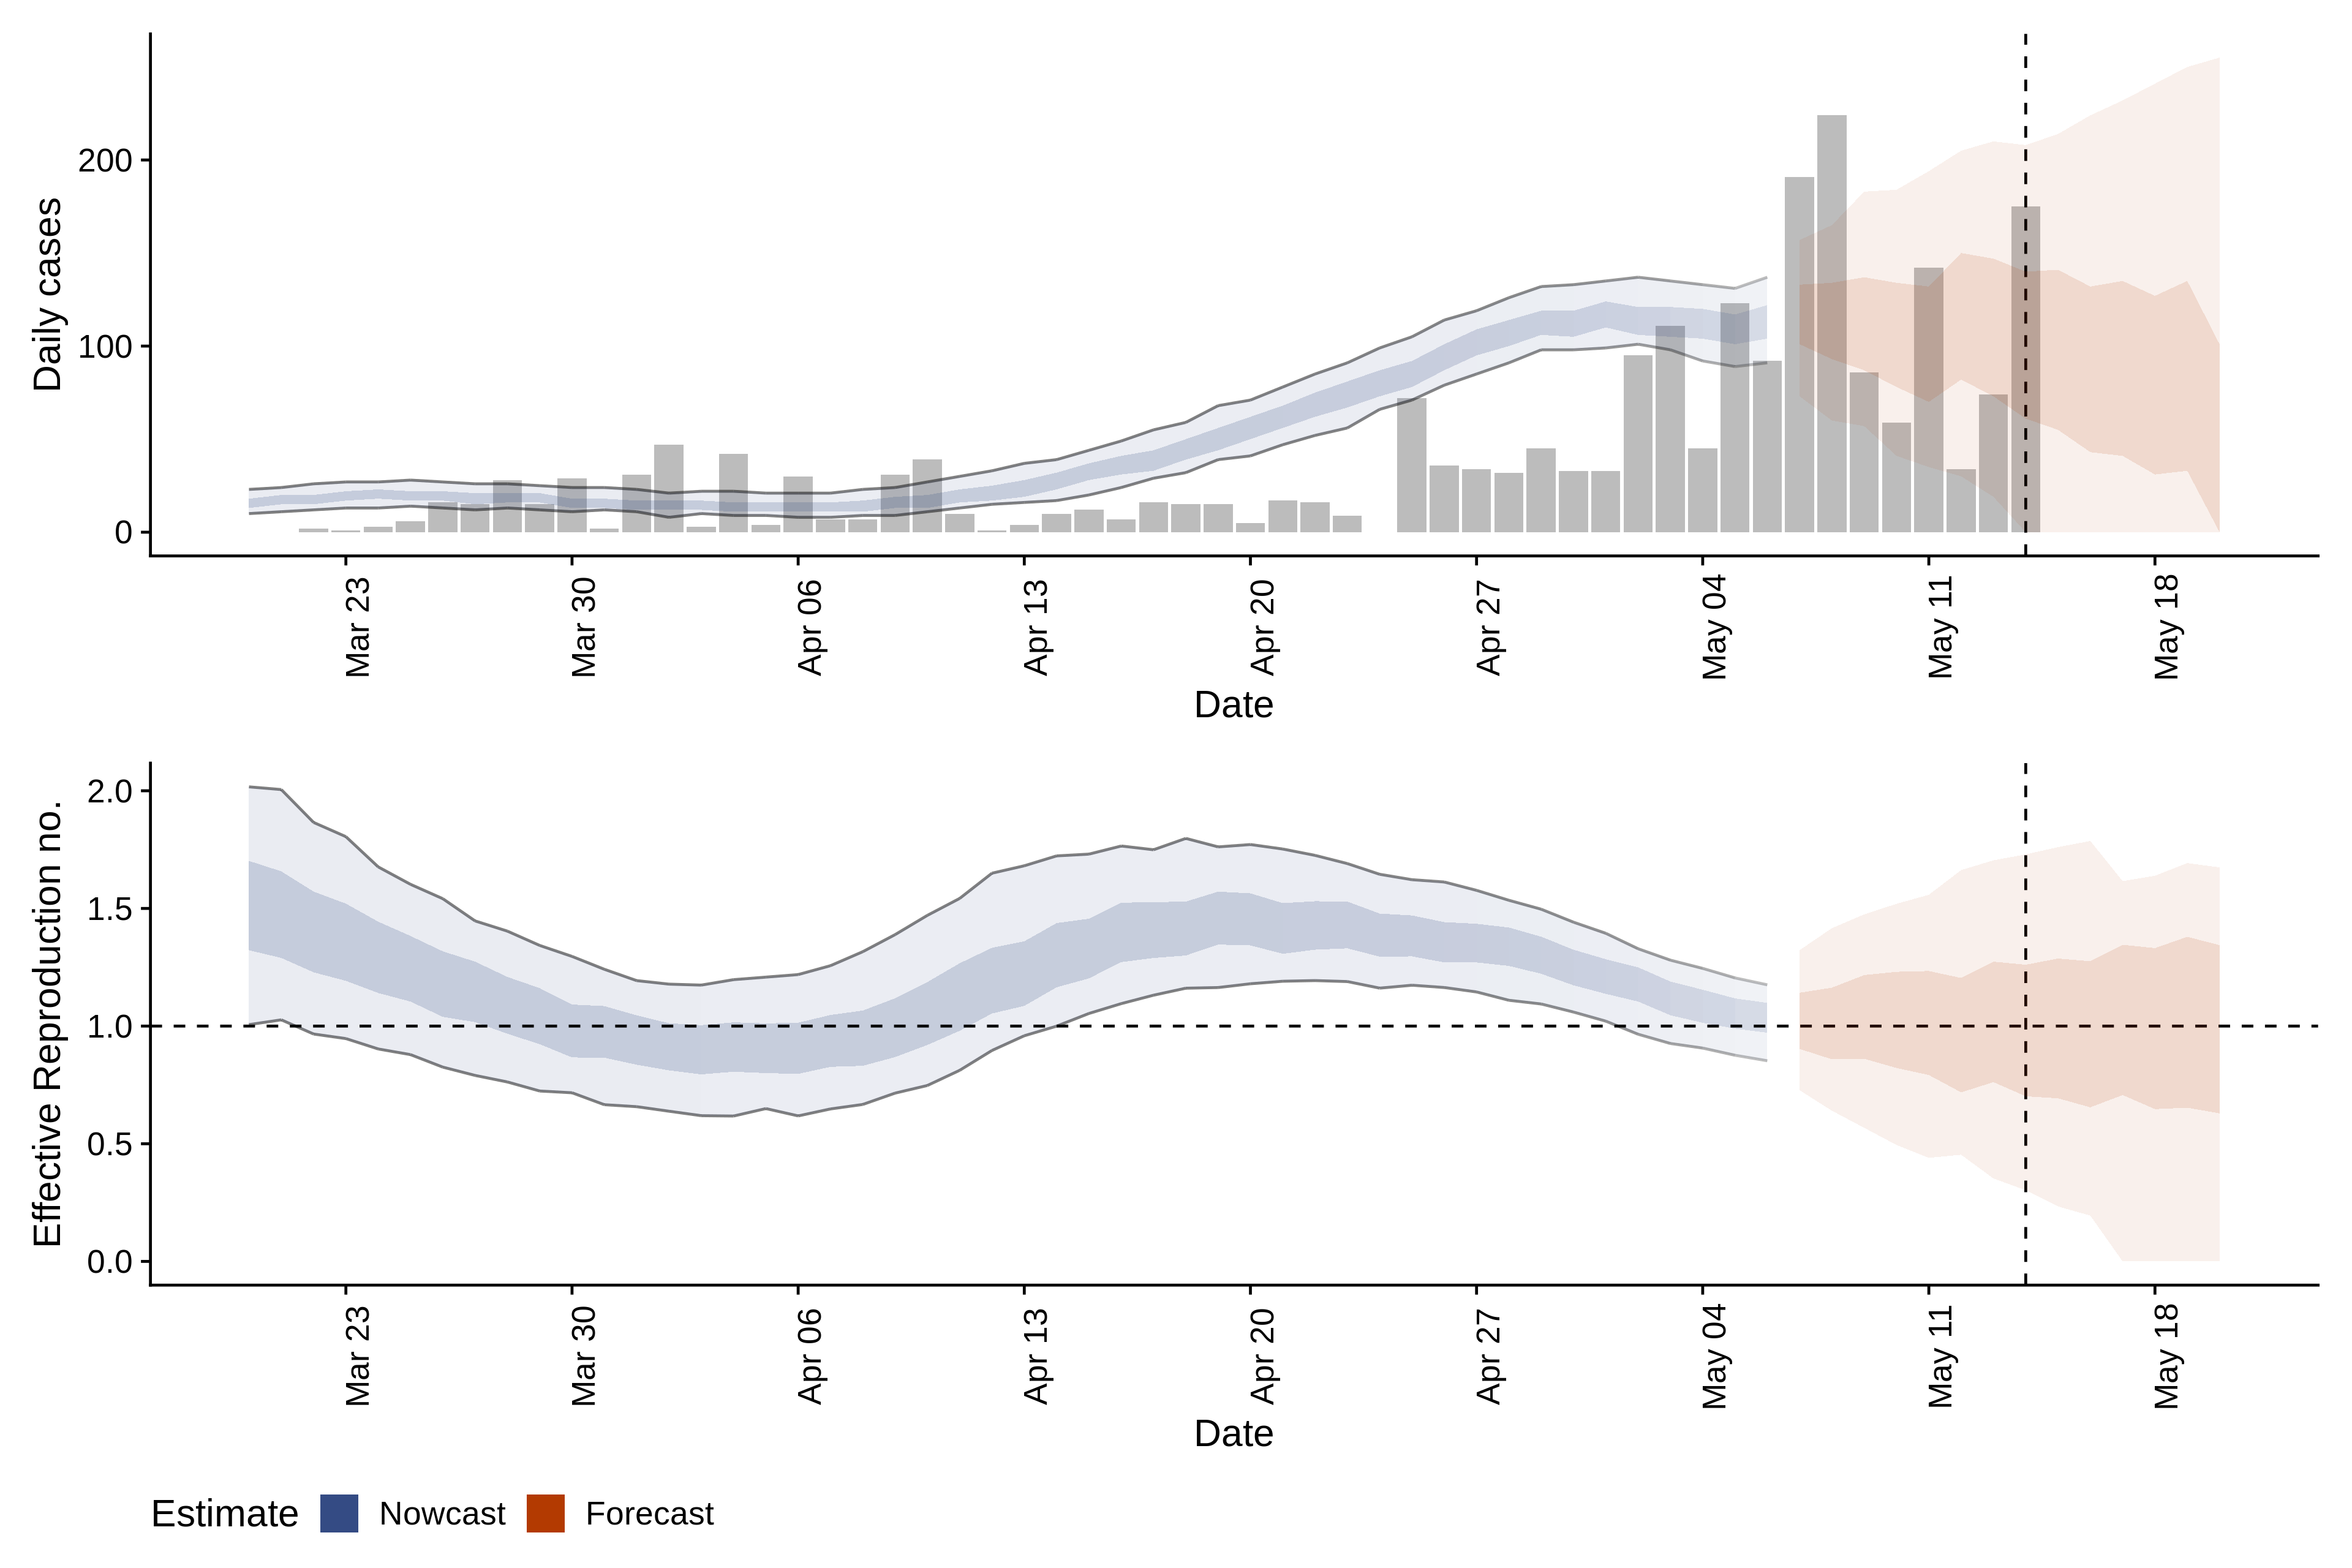 Daily cases
200
100
0
Mar 23
Mar 30
Apr 06
Apr 13
Apr 20
Apr 27
May 04
May 11
May 18
Date
Effective Reproduction no.
2.0
1.5
1.0
0.5
0.0
Mar 23
Mar 30
Apr 06
Apr 13
Apr 20
Apr 27
May 04
May 11
May 18
Date
Estimate Nowcast Forecast